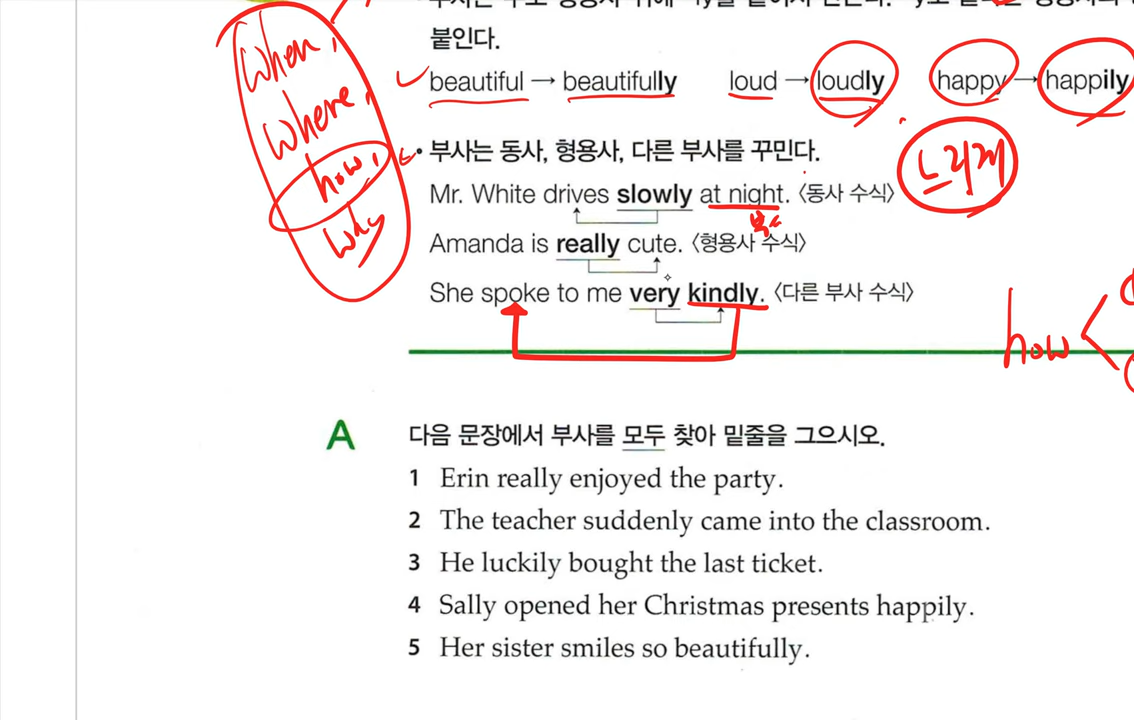 붙인다.
beautiful → beautifully loud → loudly happy → happily
when,
where,
how,
why
• 부사는 동사, 형용사, 다른 부사를 꾸민다.
느리게
Mr. White drives slowly at night. 〈동사 수식〉
Amanda is really cute. 〈형용사 수식〉
She spoke to me very kindly. 〈다른 부사 수식〉
how
A 다음 문장에서 부사를 모두 찾아 밑줄을 그으시오.
1 Erin really enjoyed the party.
2 The teacher suddenly came into the classroom.
3 He luckily bought the last ticket.
4 Sally opened her Christmas presents happily.
5 Her sister smiles so beautifully.